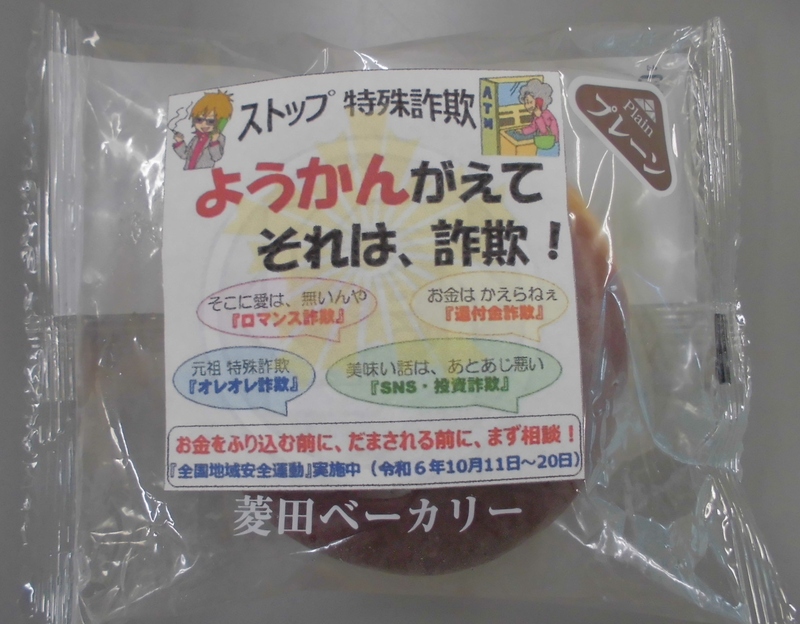 ストップ 特殊詐欺
ATM
Plain
プレーン
ようかんがえて
それは、詐欺！
そこに愛は、無いんや
『ロマンス詐欺』
お金は かえらねぇ
『還付金詐欺』
元祖 特殊詐欺
『オレオレ詐欺』
美味い話は、あとあじ悪い
『SNS・投資詐欺』
お金をふり込む前に、だまされる前に、まず相談！
『全国地域安全運動』実施中（令和６年10月11日～20日）
菱田ベーカリー